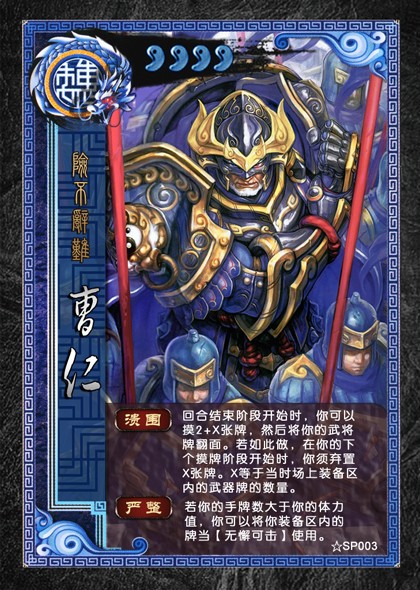 險不辭難
曹仁
溃围
回合结束阶段开始时，你可以
摸2+X张牌，然后将你的武将
牌翻面。若如此做，在你的下
个摸牌阶段开始时，你须弃置
X张牌。X等于当时场上装备区
内的武器牌的数量。
严整
若你的手牌数大于你的体力
值，你可以将你装备区内的
牌当【无懈可击】使用。
☆SP003